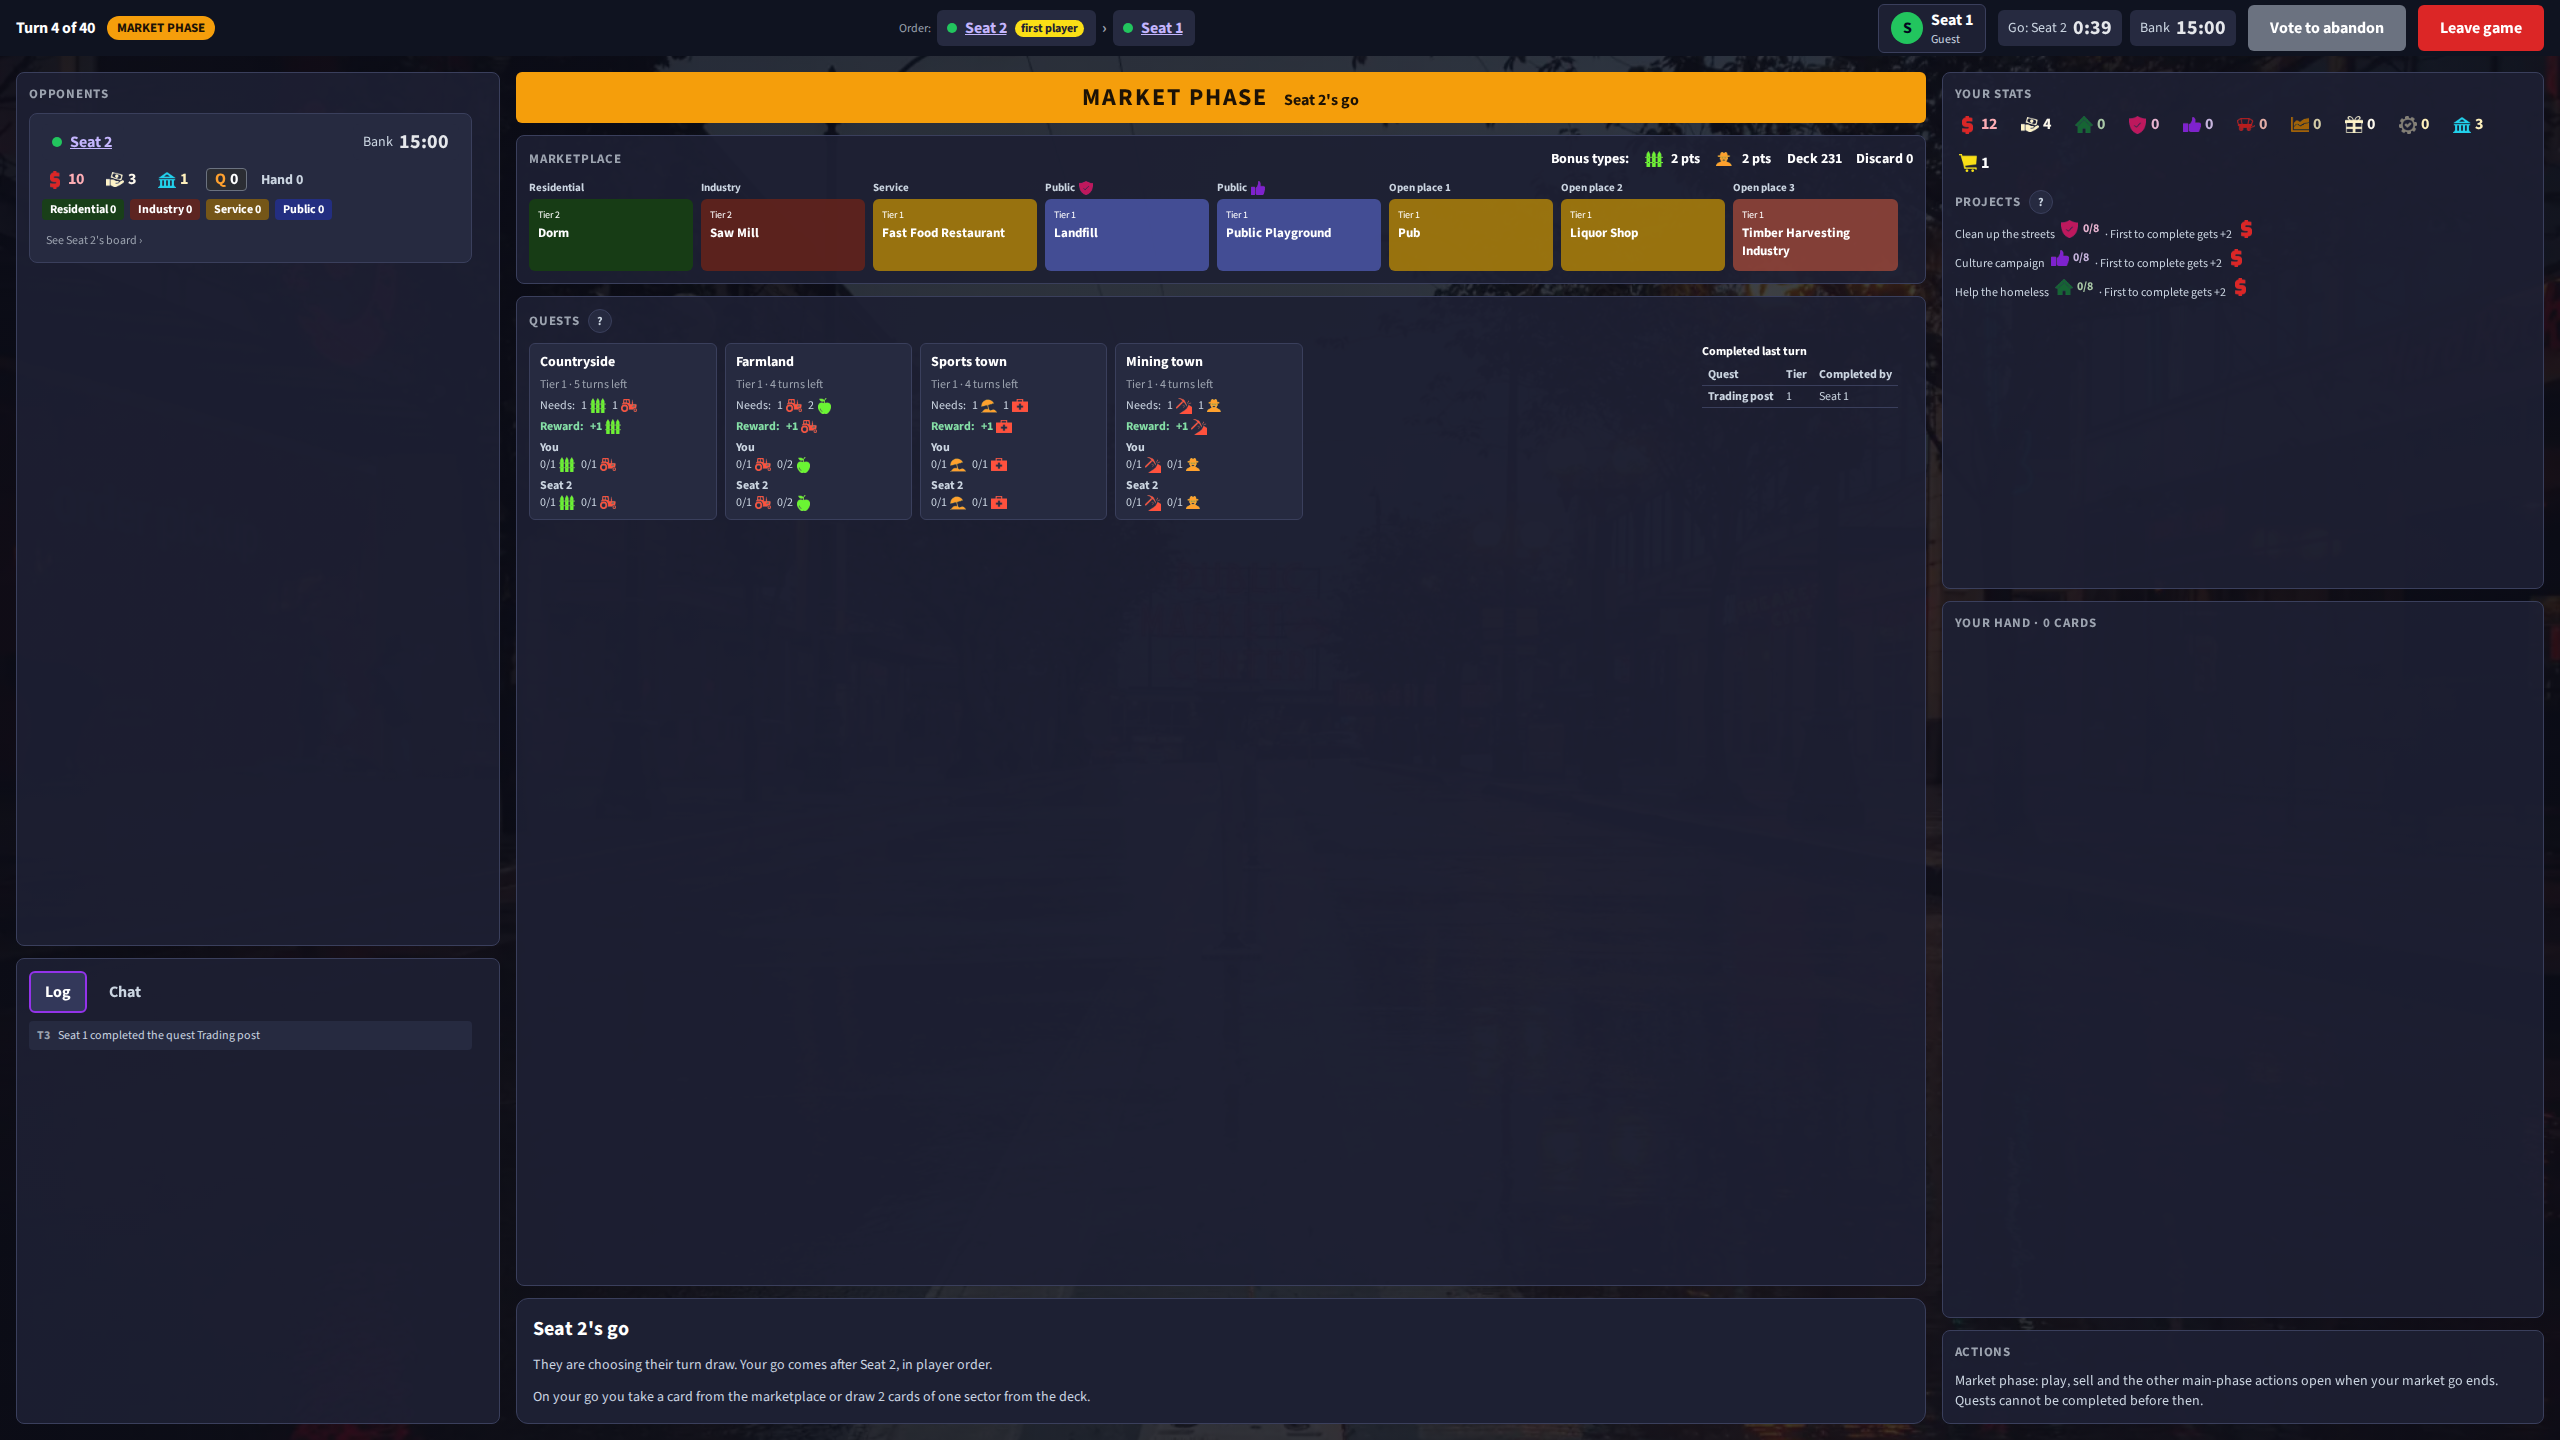 Turn 4 of 40 MARKET PHASE
Order: Seat 2 first player › Seat 1
S Seat 1 Guest
Go: Seat 2 0:39
Bank 15:00
Vote to abandon
Leave game
OPPONENTS
Seat 2 Bank 15:00
10 3 1 Q 0 Hand 0
Residential 0 Industry 0 Service 0 Public 0
See Seat 2's board ›
Log Chat
T3 Seat 1 completed the quest Trading post
MARKET PHASE Seat 2's go
MARKETPLACE
Bonus types: 2 pts 2 pts Deck 231 Discard 0
Residential
Tier 2
Dorm
Industry
Tier 2
Saw Mill
Service
Tier 1
Fast Food Restaurant
Public
Tier 1
Landfill
Public
Tier 1
Public Playground
Open place 1
Tier 1
Pub
Open place 2
Tier 1
Liquor Shop
Open place 3
Tier 1
Timber Harvesting
Industry
QUESTS ?
Countryside
Tier 1 · 5 turns left
Needs: 1 1
Reward: +1
You
0/1 0/1
Seat 2
0/1 0/1
Farmland
Tier 1 · 4 turns left
Needs: 1 2
Reward: +1
You
0/1 0/2
Seat 2
0/1 0/2
Sports town
Tier 1 · 4 turns left
Needs: 1 1
Reward: +1
You
0/1 0/1
Seat 2
0/1 0/1
Mining town
Tier 1 · 4 turns left
Needs: 1 1
Reward: +1
You
0/1 0/1
Seat 2
0/1 0/1
Completed last turn
Quest Tier Completed by
Trading post 1 Seat 1
Seat 2's go
They are choosing their turn draw. Your go comes after Seat 2, in player order.
On your go you take a card from the marketplace or draw 2 cards of one sector from the deck.
YOUR STATS
12 4 0 0 0 0 0 0 0 3
1
PROJECTS ?
Clean up the streets 0/8 · First to complete gets +2
Culture campaign 0/8 · First to complete gets +2
Help the homeless 0/8 · First to complete gets +2
YOUR HAND · 0 CARDS
ACTIONS
Market phase: play, sell and the other main-phase actions open when your market go ends.
Quests cannot be completed before then.